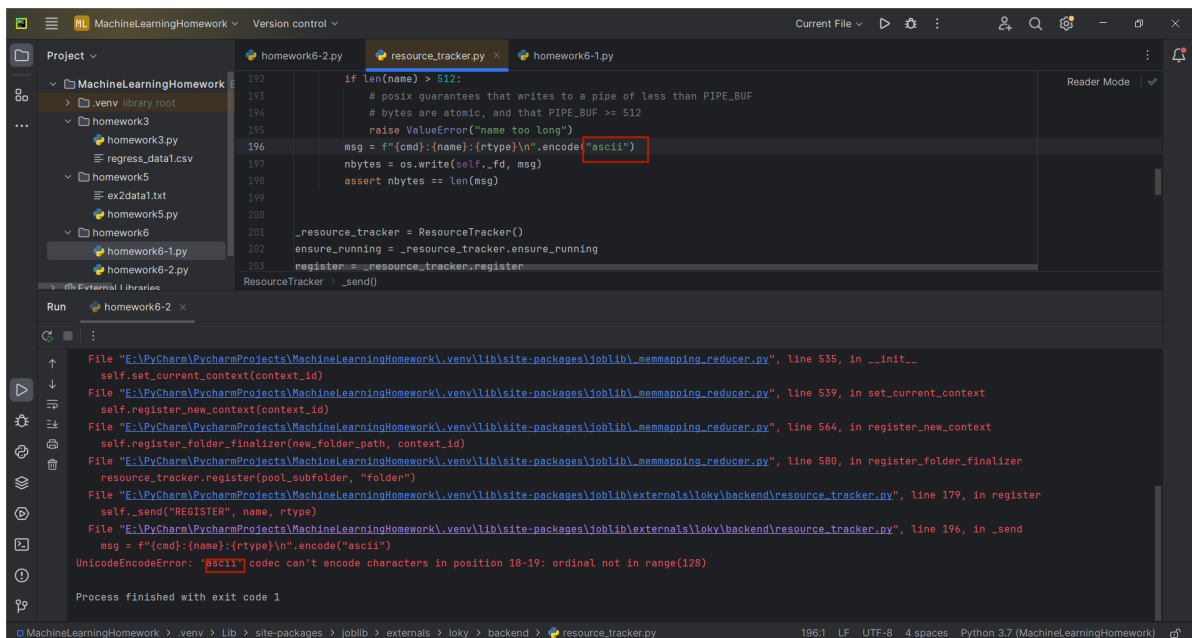 ML MachineLearningHomework Version control Current File
Project
homework6-2.py resource_tracker.py homework6-1.py
MachineLearningHomework
.venv library root
homework3
homework3.py
regress_data1.csv
homework5
ex2data1.txt
homework5.py
homework6
homework6-1.py
homework6-2.py
External Libraries
Reader Mode
192 if len(name) > 512:
193 # posix guarantees that writes to a pipe of less than PIPE_BUF
194 # bytes are atomic, and that PIPE_BUF >= 512
195 raise ValueError("name too long")
196 msg = f"{cmd}:{name}:{rtype}\n".encode("ascii")
197 nbytes = os.write(self._fd, msg)
198 assert nbytes == len(msg)
199
200
201 _resource_tracker = ResourceTracker()
202 ensure_running = _resource_tracker.ensure_running
203 register = _resource_tracker.register
ResourceTracker > _send()
Run homework6-2
File "E:\PyCharm\PycharmProjects\MachineLearningHomework\.venv\lib\site-packages\joblib\_memmapping_reducer.py", line 535, in __init__
self.set_current_context(context_id)
File "E:\PyCharm\PycharmProjects\MachineLearningHomework\.venv\lib\site-packages\joblib\_memmapping_reducer.py", line 539, in set_current_context
self.register_new_context(context_id)
File "E:\PyCharm\PycharmProjects\MachineLearningHomework\.venv\lib\site-packages\joblib\_memmapping_reducer.py", line 564, in register_new_context
self.register_folder_finalizer(new_folder_path, context_id)
File "E:\PyCharm\PycharmProjects\MachineLearningHomework\.venv\lib\site-packages\joblib\_memmapping_reducer.py", line 580, in register_folder_finalizer
resource_tracker.register(pool_subfolder, "folder")
File "E:\PyCharm\PycharmProjects\MachineLearningHomework\.venv\lib\site-packages\joblib\externals\loky\backend\resource_tracker.py", line 179, in register
self._send("REGISTER", name, rtype)
File "E:\PyCharm\PycharmProjects\MachineLearningHomework\.venv\lib\site-packages\joblib\externals\loky\backend\resource_tracker.py", line 196, in _send
msg = f"{cmd}:{name}:{rtype}\n".encode("ascii")
UnicodeEncodeError: 'ascii' codec can't encode characters in position 18-19: ordinal not in range(128)
Process finished with exit code 1
MachineLearningHomework > .venv > Lib > site-packages > joblib > externals > loky > backend > resource_tracker.py 196:1 LF UTF-8 4 spaces Python 3.7 (MachineLearningHomework)